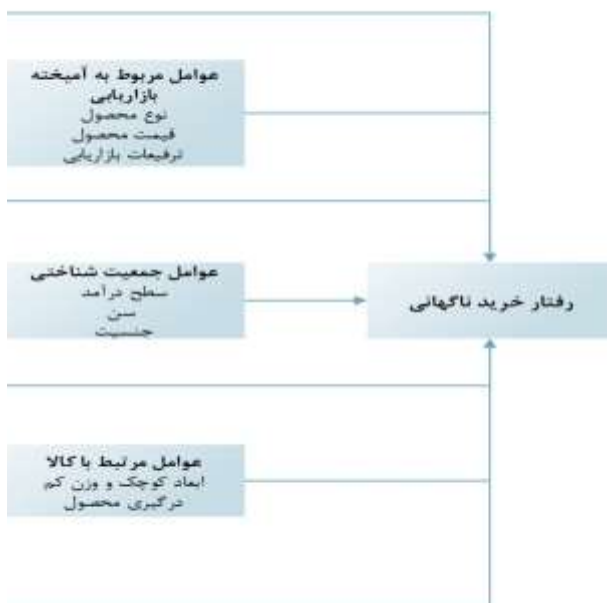 عوامل مربوط به آمیخته
بازاریابی
نوع محصول
قیمت محصول
ترفیعات بازاریابی
عوامل جمعیت شناختی
سطح درآمد
سن
جنسیت
رفتار خرید ناگهانی
عوامل مرتبط با کالا
ابعاد کوچک و وزن کم
درگیری محصول